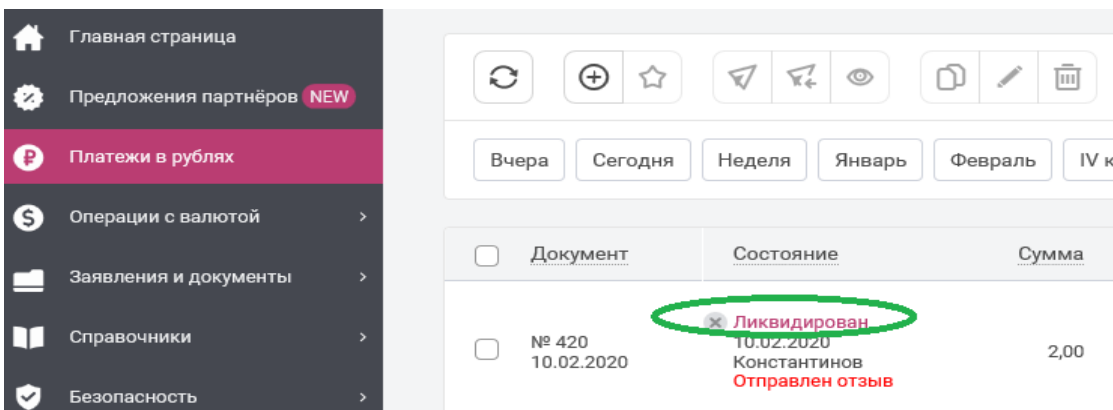 Главная страница
Предложения партнёров NEW
Платежи в рублях
Операции с валютой
Заявления и документы
Справочники
Безопасность
Вчера Сегодня Неделя Январь Февраль IV к
Документ Состояние Сумма
№ 420
10.02.2020
Ликвидирован
10.02.2020
Константинов
Отправлен отзыв
2,00